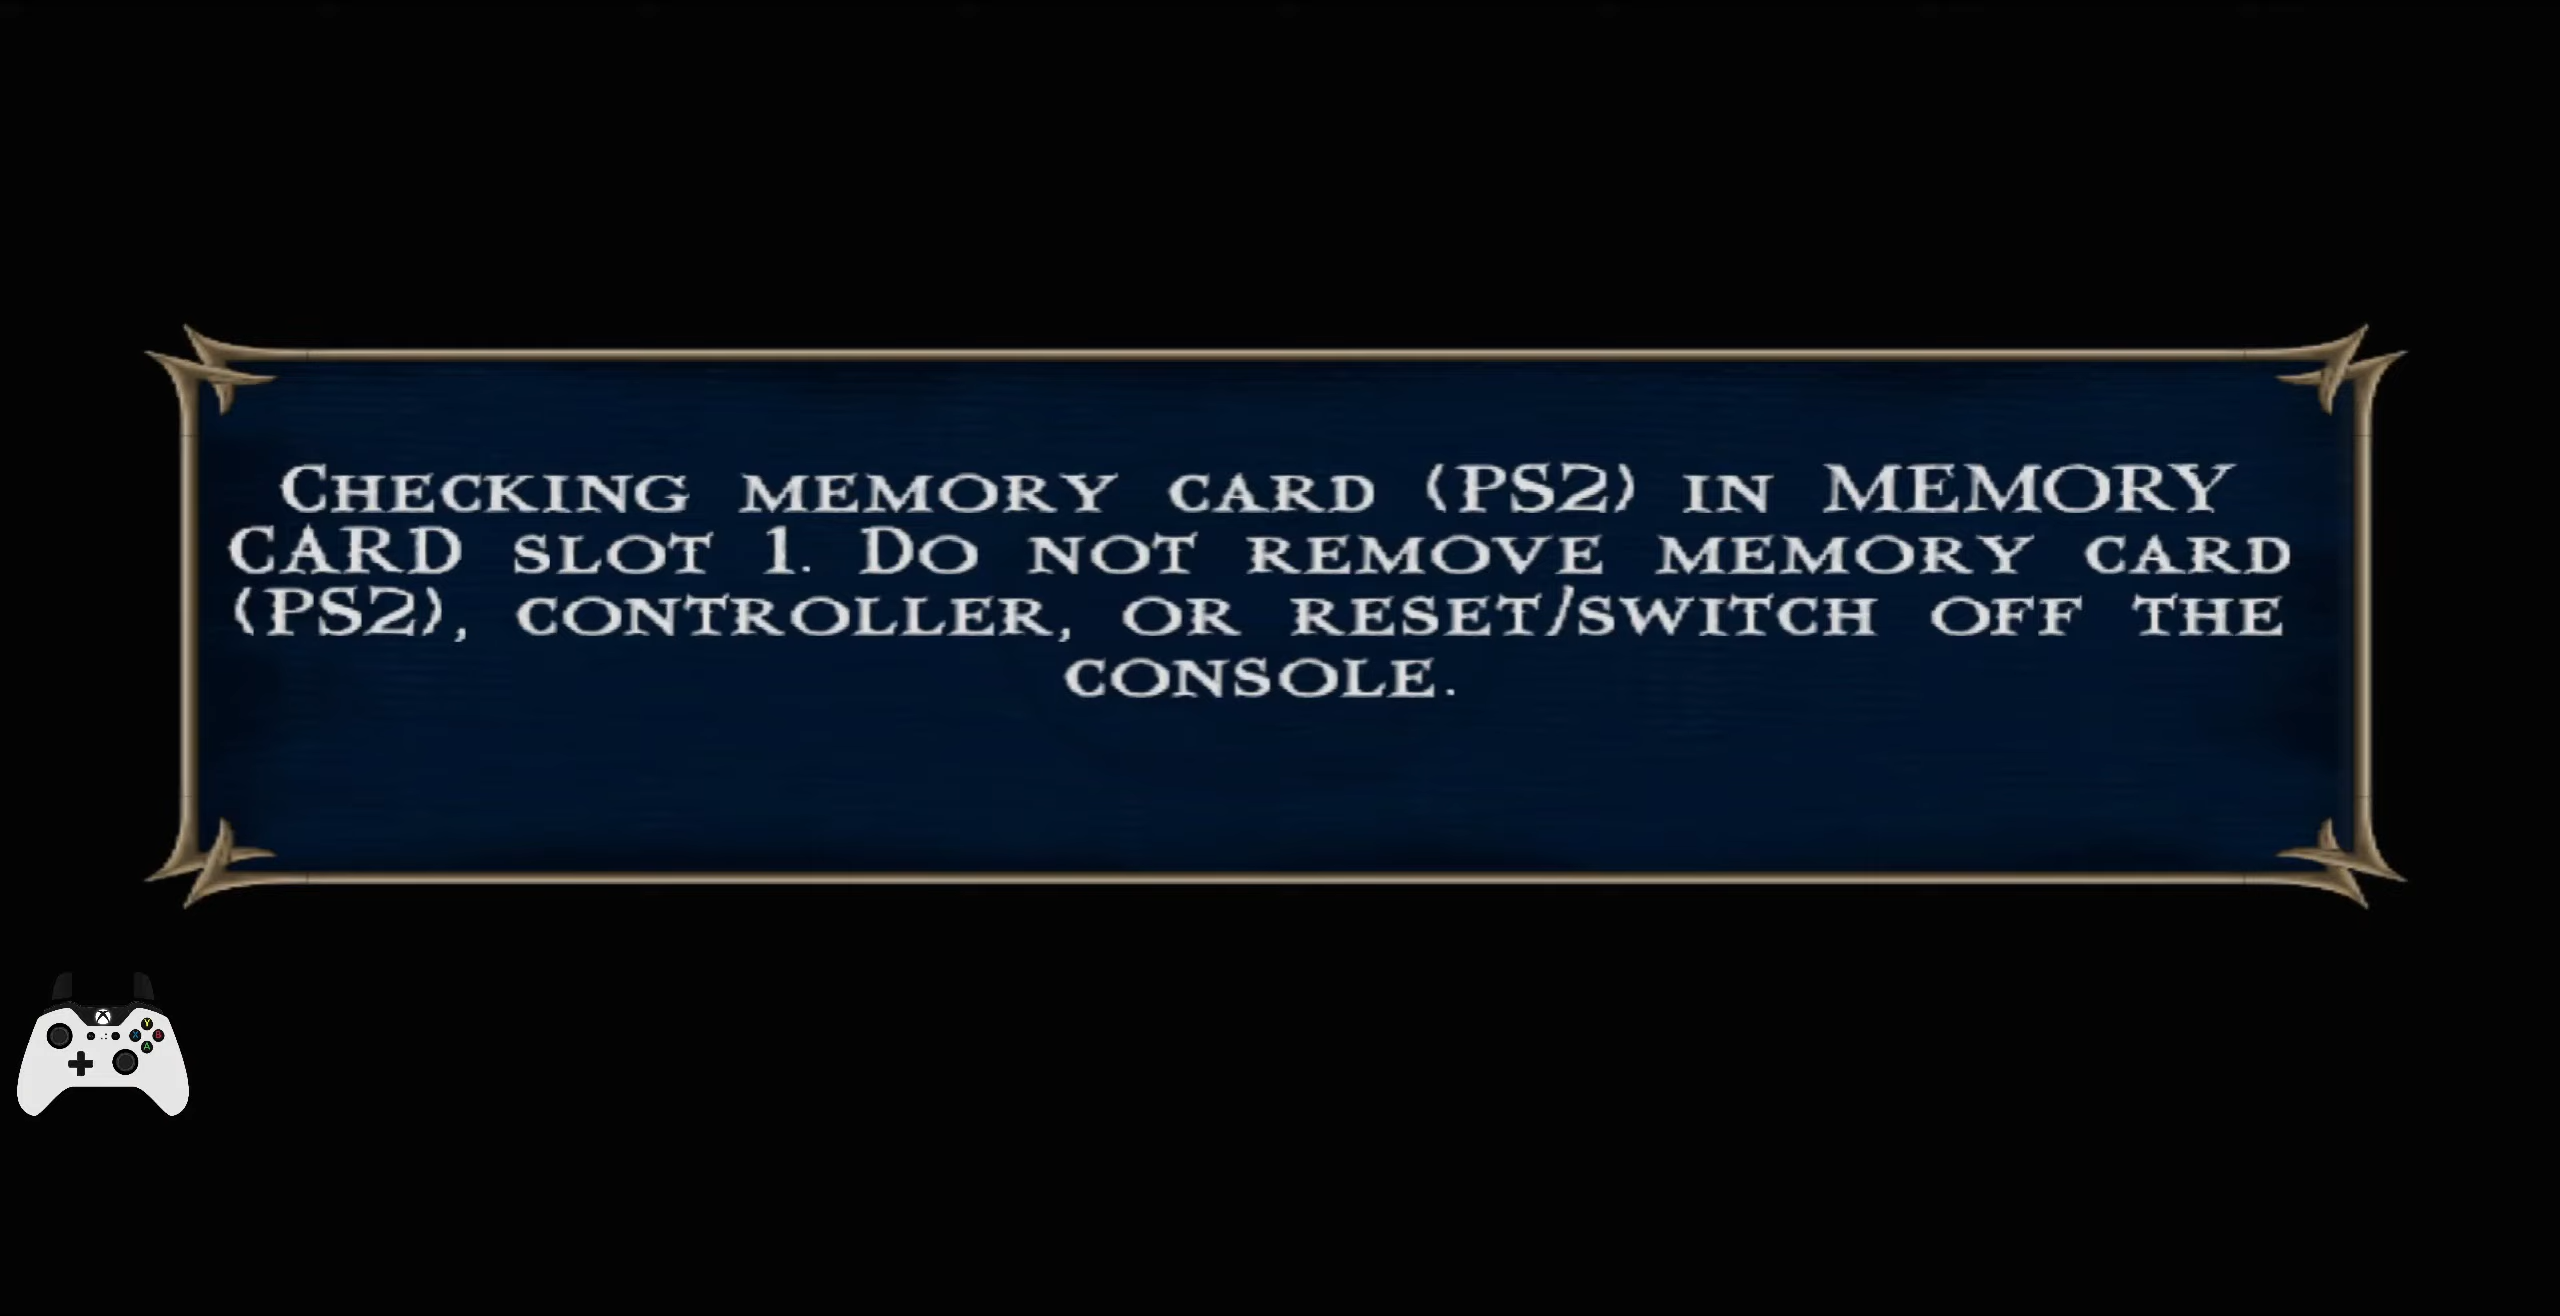 Checking memory card (PS2) in MEMORY
CARD slot 1. Do not remove memory card
(PS2), controller, or reset/switch off the
console.
Y
X
B
A